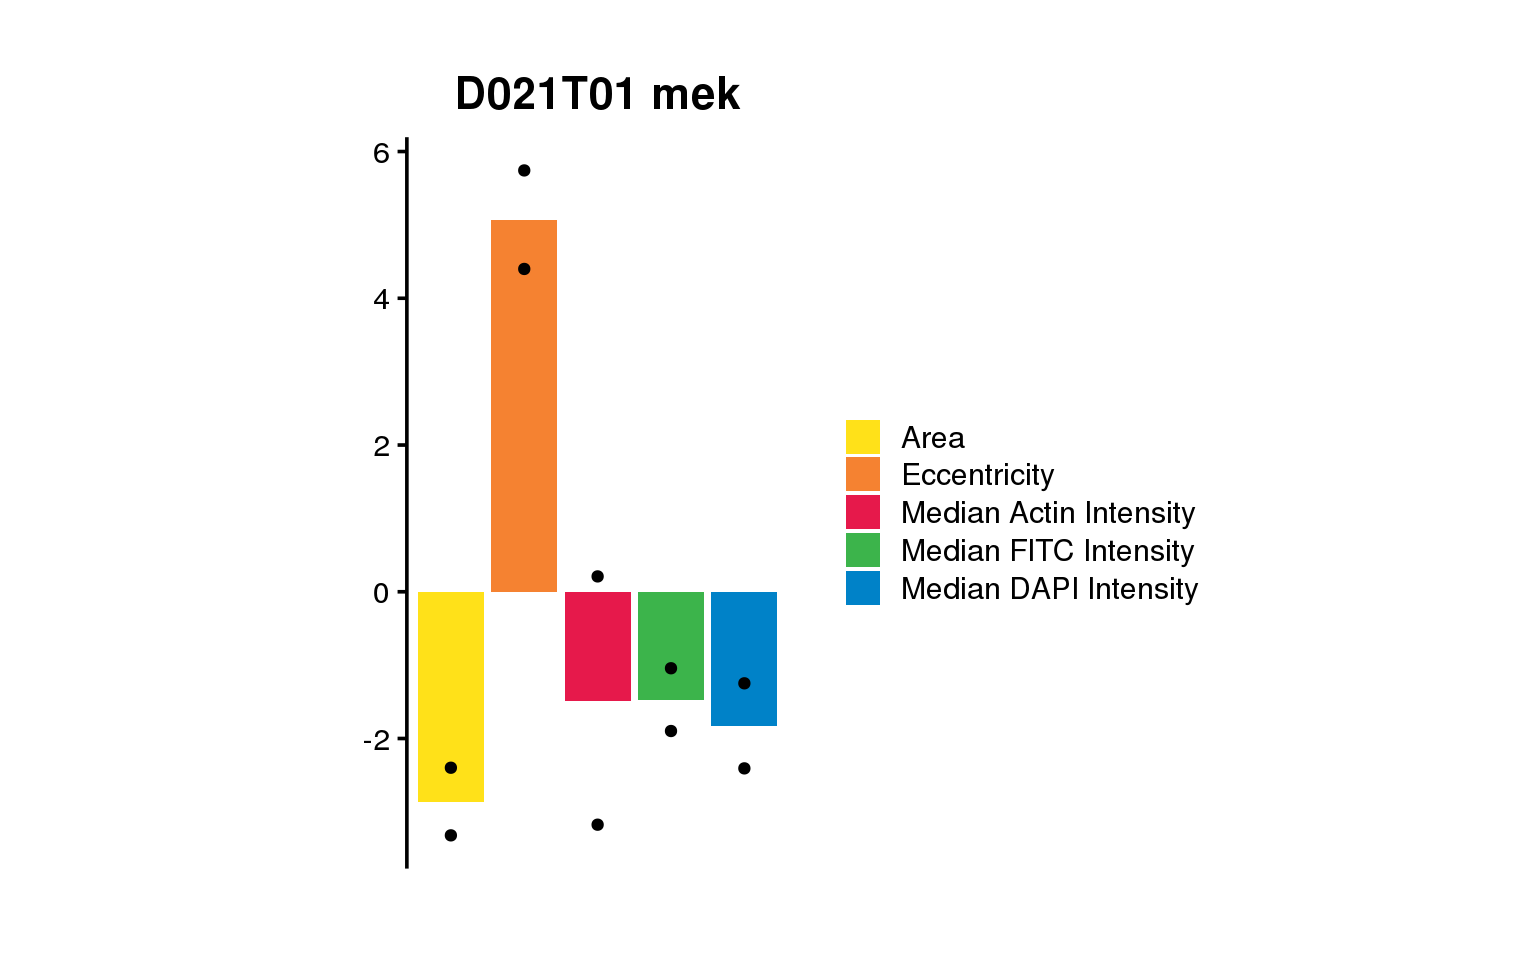 D021T01 mek
6
4
2
0
-2
Area
Eccentricity
Median Actin Intensity
Median FITC Intensity
Median DAPI Intensity